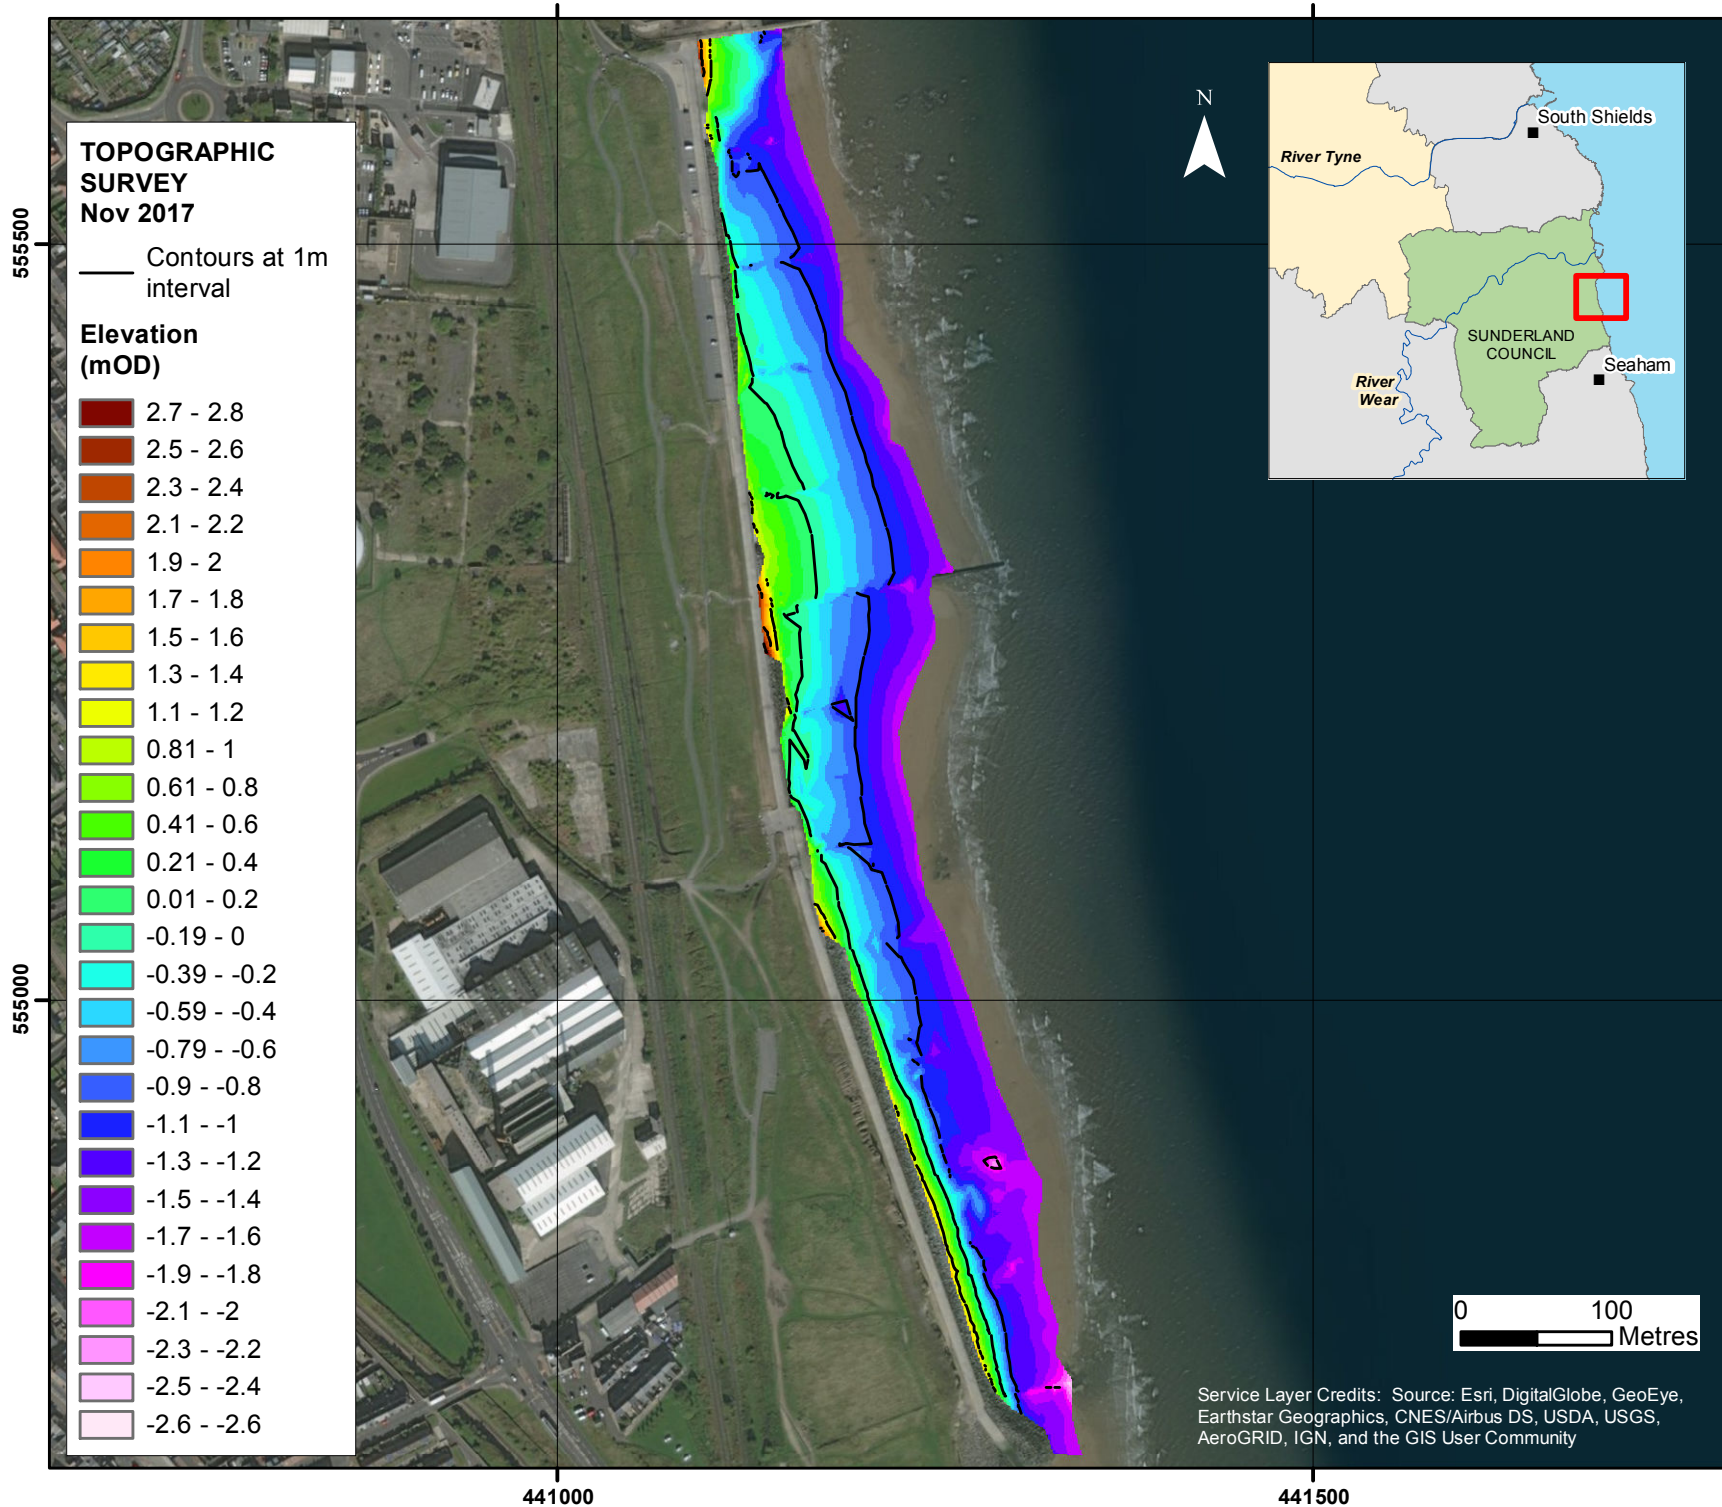 TOPOGRAPHIC
SURVEY
Nov 2017
Contours at 1m
interval
Elevation
(mOD)
2.7 - 2.8
2.5 - 2.6
2.3 - 2.4
2.1 - 2.2
1.9 - 2
1.7 - 1.8
1.5 - 1.6
1.3 - 1.4
1.1 - 1.2
0.81 - 1
0.61 - 0.8
0.41 - 0.6
0.21 - 0.4
0.01 - 0.2
-0.19 - 0
-0.39 - -0.2
-0.59 - -0.4
-0.79 - -0.6
-0.9 - -0.8
-1.1 - -1
-1.3 - -1.2
-1.5 - -1.4
-1.7 - -1.6
-1.9 - -1.8
-2.1 - -2
-2.3 - -2.2
-2.5 - -2.4
-2.6 - -2.6
555500
555000
441000
441500
N
South Shields
River Tyne
SUNDERLAND
COUNCIL
Seaham
River
Wear
0 100
Metres
Service Layer Credits: Source: Esri, DigitalGlobe, GeoEye,
Earthstar Geographics, CNES/Airbus DS, USDA, USGS,
AeroGRID, IGN, and the GIS User Community